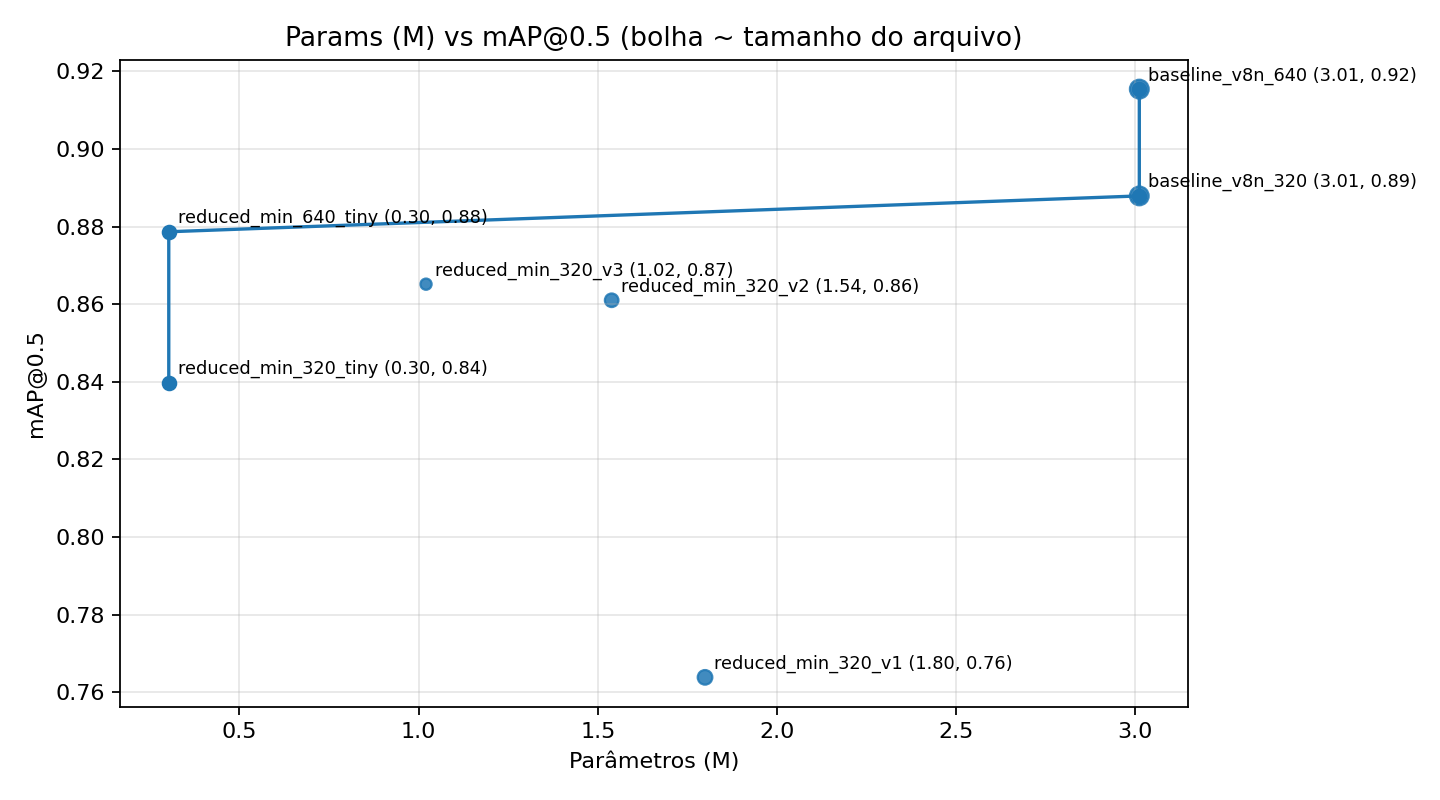 Params (M) vs mAP@0.5 (bolha ~ tamanho do arquivo)
mAP@0.5
0.92
0.90
0.88
0.86
0.84
0.82
0.80
0.78
0.76
baseline_v8n_640 (3.01, 0.92)
baseline_v8n_320 (3.01, 0.89)
reduced_min_640_tiny (0.30, 0.88)
reduced_min_320_v3 (1.02, 0.87)
reduced_min_320_v2 (1.54, 0.86)
reduced_min_320_tiny (0.30, 0.84)
reduced_min_320_v1 (1.80, 0.76)
0.5 1.0 1.5 2.0 2.5 3.0
Parâmetros (M)